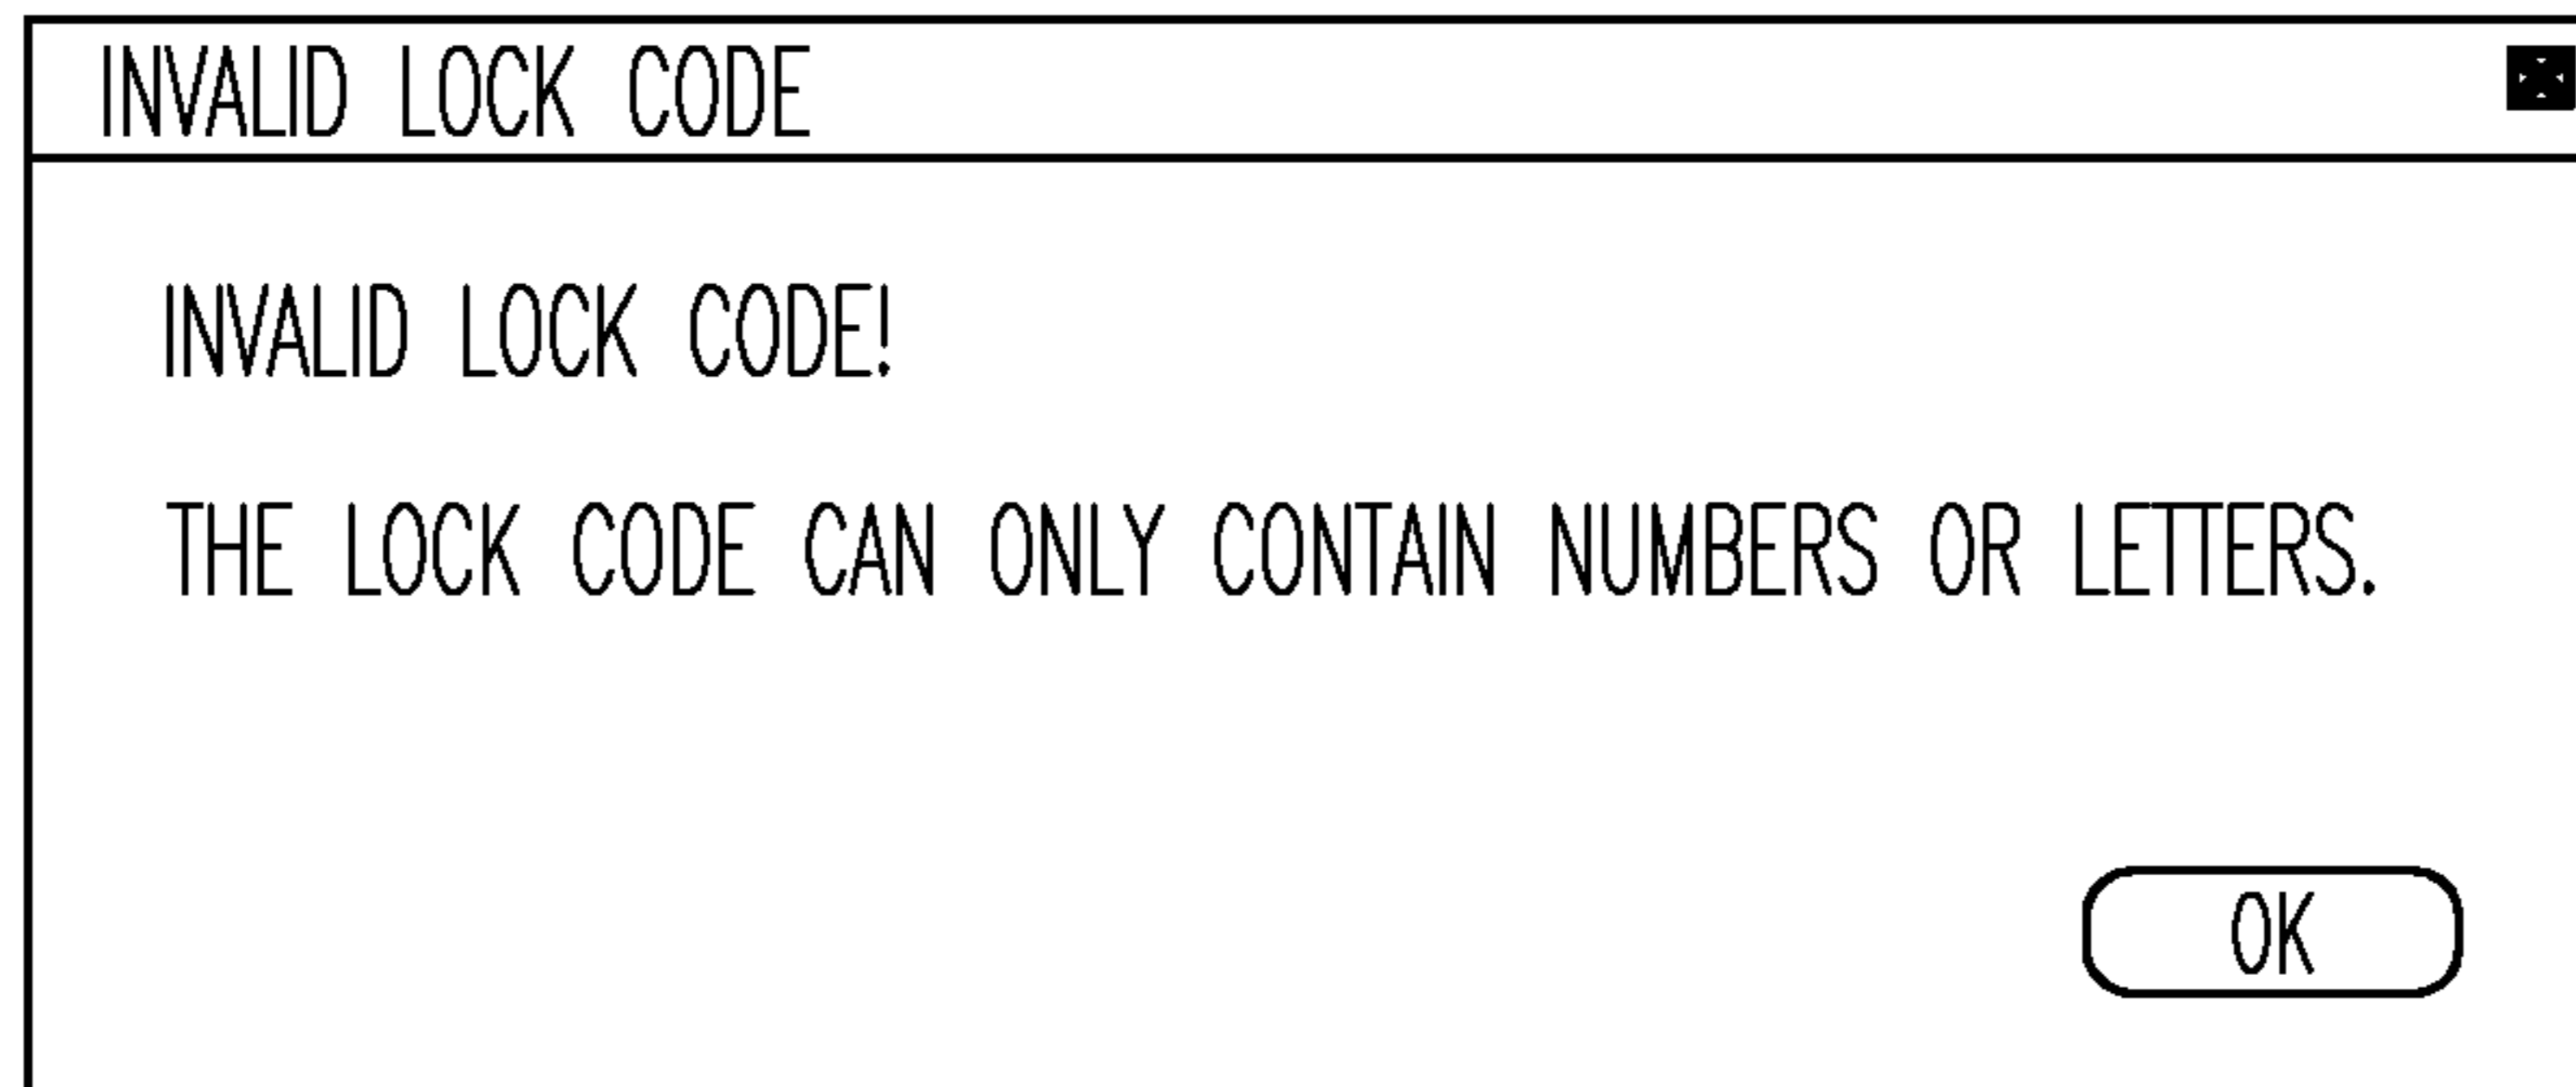 INVALID LOCK CODE
INVALID LOCK CODE!
THE LOCK CODE CAN ONLY CONTAIN NUMBERS OR LETTERS.
OK